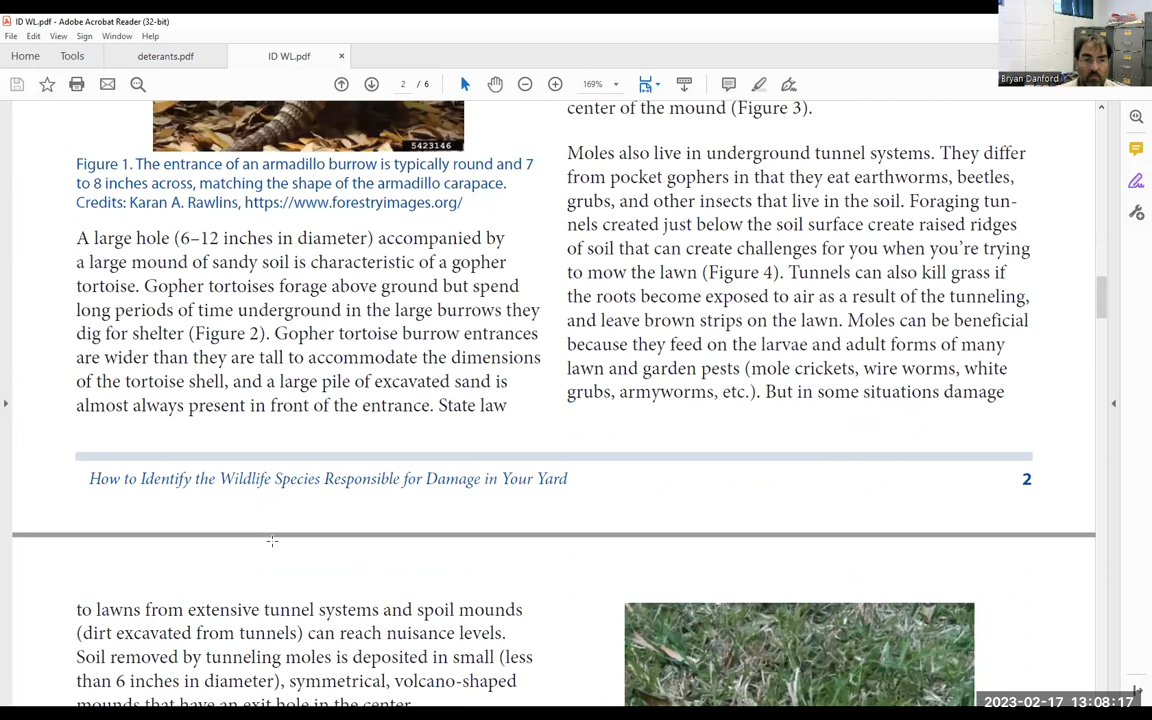 ID WL.pdf - Adobe Acrobat Reader (32-bit)
File Edit View Sign Window Help
Home Tools deterants.pdf ID WL.pdf ×
2 / 6 169%
Bryan Danford
5423146
Figure 1. The entrance of an armadillo burrow is typically round and 7
to 8 inches across, matching the shape of the armadillo carapace.
Credits: Karan A. Rawlins, https://www.forestryimages.org/
A large hole (6–12 inches in diameter) accompanied by
a large mound of sandy soil is characteristic of a gopher
tortoise. Gopher tortoises forage above ground but spend
long periods of time underground in the large burrows they
dig for shelter (Figure 2). Gopher tortoise burrow entrances
are wider than they are tall to accommodate the dimensions
of the tortoise shell, and a large pile of excavated sand is
almost always present in front of the entrance. State law
center of the mound (Figure 3).
Moles also live in underground tunnel systems. They differ
from pocket gophers in that they eat earthworms, beetles,
grubs, and other insects that live in the soil. Foraging tun-
nels created just below the soil surface create raised ridges
of soil that can create challenges for you when you're trying
to mow the lawn (Figure 4). Tunnels can also kill grass if
the roots become exposed to air as a result of the tunneling,
and leave brown strips on the lawn. Moles can be beneficial
because they feed on the larvae and adult forms of many
lawn and garden pests (mole crickets, wire worms, white
grubs, armyworms, etc.). But in some situations damage
How to Identify the Wildlife Species Responsible for Damage in Your Yard
2
to lawns from extensive tunnel systems and spoil mounds
(dirt excavated from tunnels) can reach nuisance levels.
Soil removed by tunneling moles is deposited in small (less
than 6 inches in diameter), symmetrical, volcano-shaped
mounds that have an exit hole in the center.
2023-02-17 13:08:17